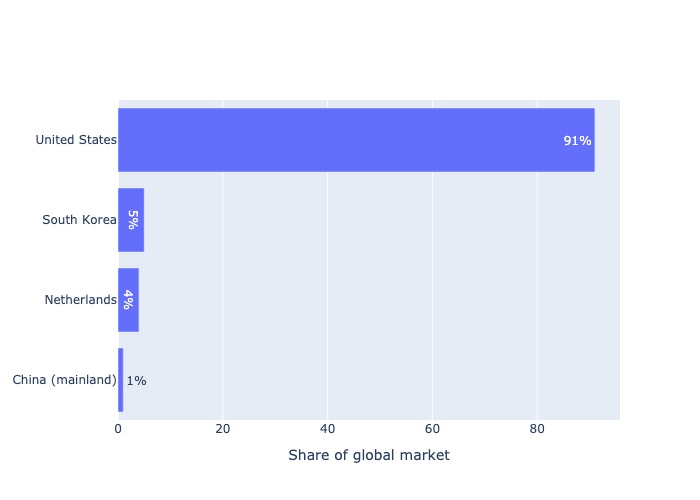 United States
91%
South Korea
5%
Netherlands
4%
China (mainland)
1%
0 20 40 60 80
Share of global market